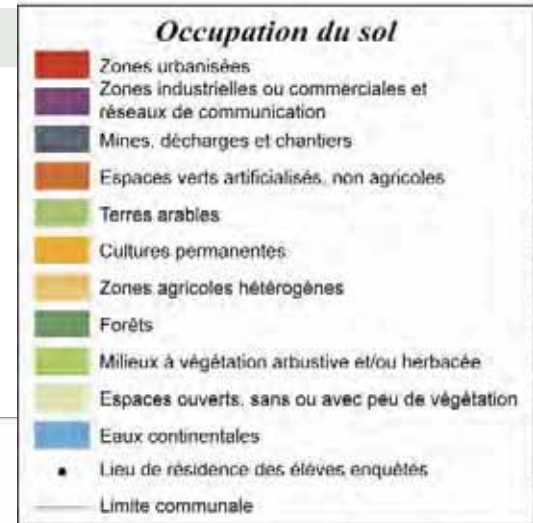 Occupation du sol
Zones urbanisées
Zones industrielles ou commerciales et
réseaux de communication
Mines, décharges et chantiers
Espaces verts artificialisés, non agricoles
Terres arables
Cultures permanentes
Zones agricoles hétérogènes
Forêts
Milieux à végétation arbustive et/ou herbacée
Espaces ouverts, sans ou avec peu de végétation
Eaux continentales
Lieu de résidence des élèves enquêtés
Limite communale